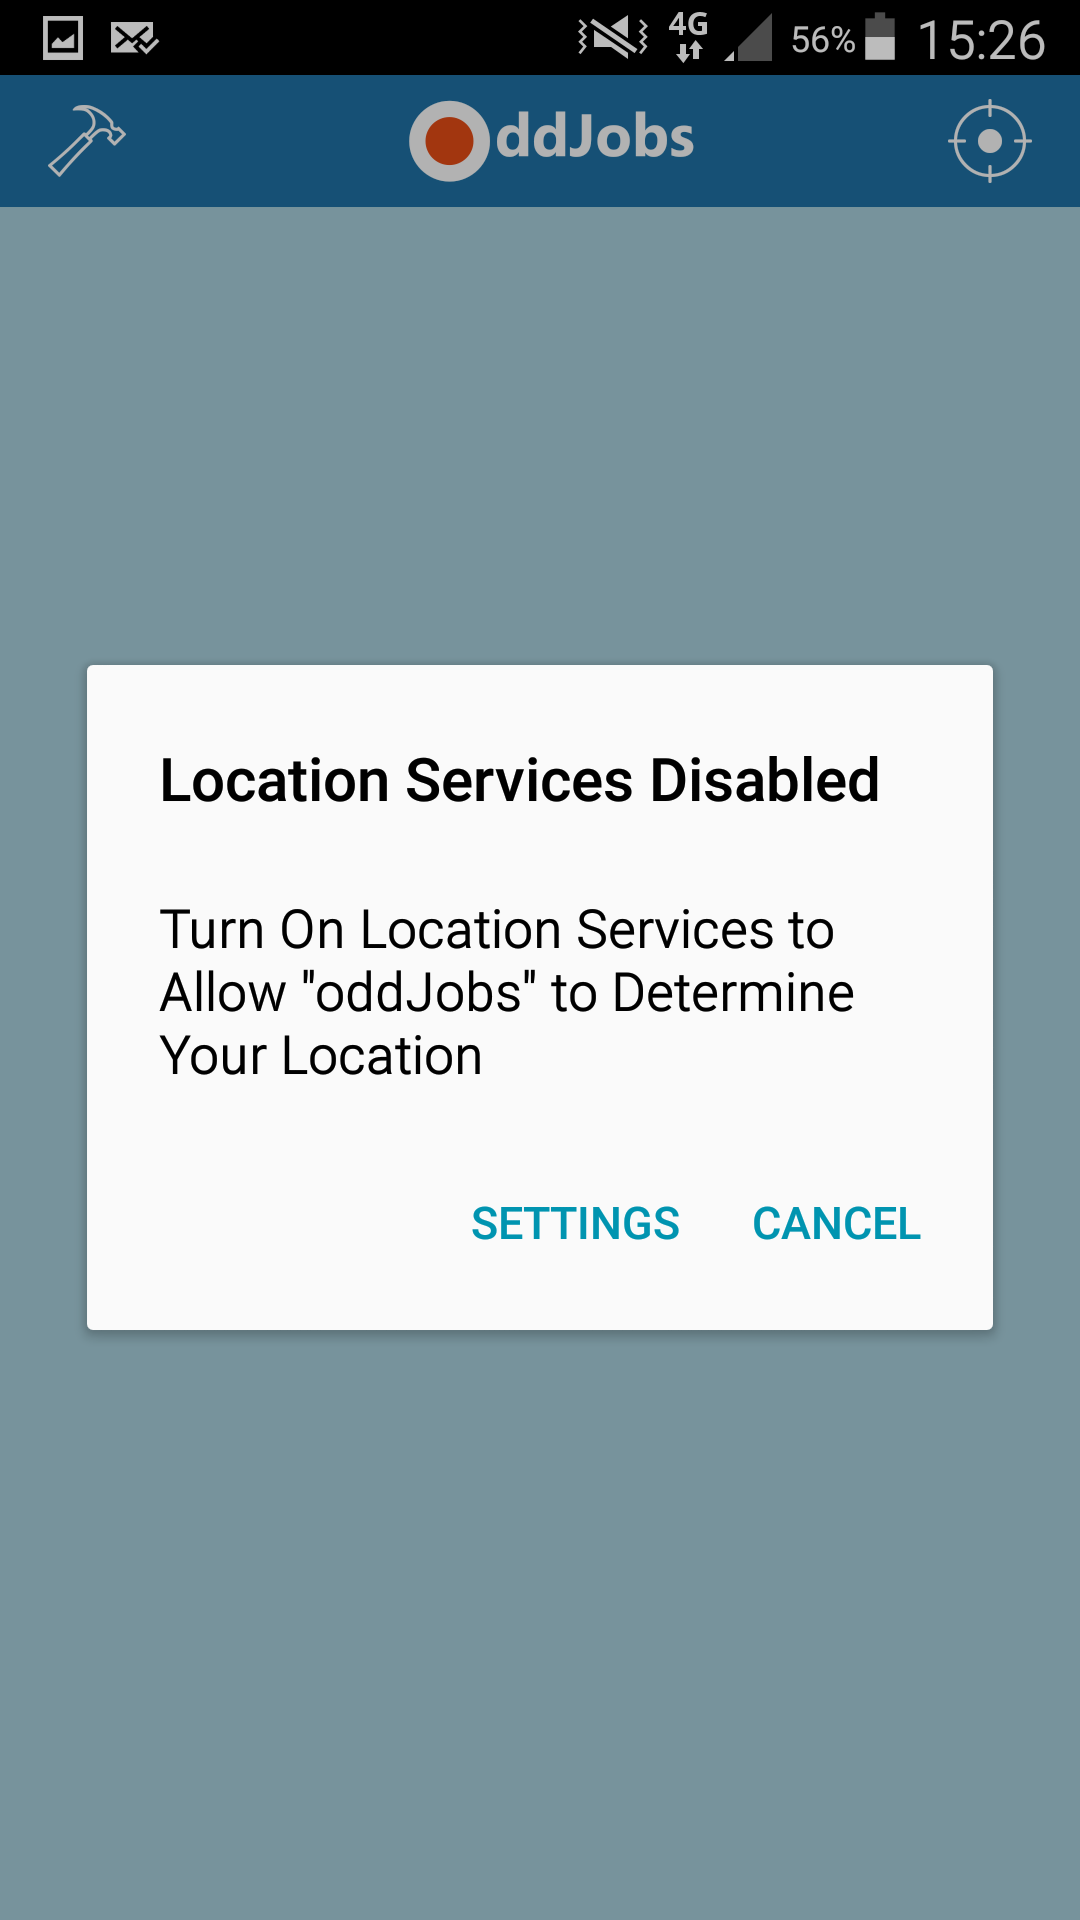 4G 56% 15:26
OddJobs
Location Services Disabled
Turn On Location Services to
Allow "oddJobs" to Determine
Your Location
SETTINGS CANCEL